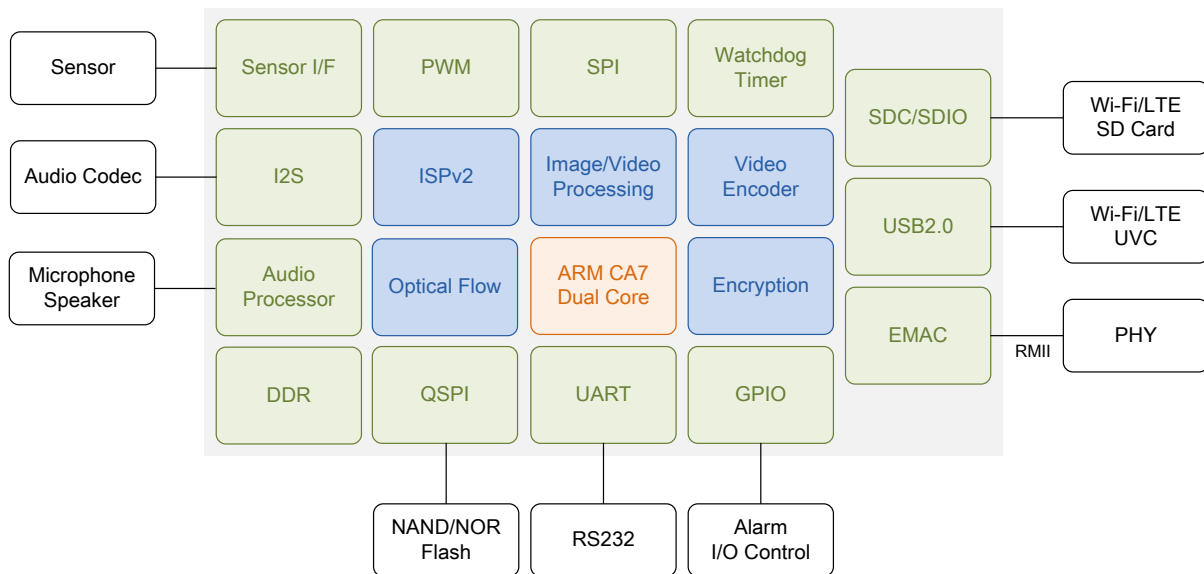 Sensor
Sensor I/F
PWM
SPI
Watchdog
Timer
SDC/SDIO
Wi-Fi/LTE
SD Card
Audio Codec
I2S
ISPv2
Image/Video
Processing
Video
Encoder
USB2.0
Wi-Fi/LTE
UVC
Microphone
Speaker
Audio
Processor
Optical Flow
ARM CA7
Dual Core
Encryption
EMAC
RMII
PHY
DDR
QSPI
UART
GPIO
NAND/NOR
Flash
RS232
Alarm
I/O Control